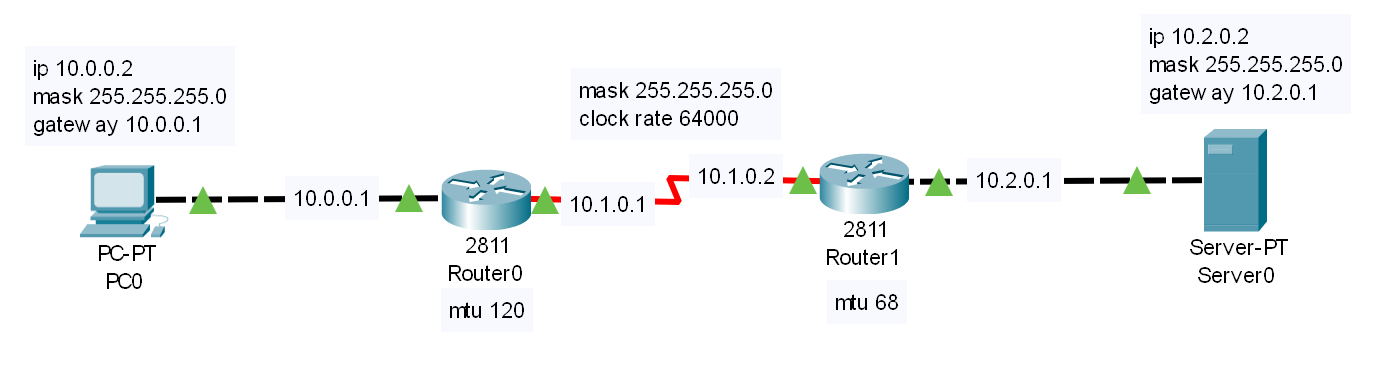 ip 10.0.0.2
mask 255.255.255.0
gatew ay 10.0.0.1
mask 255.255.255.0
clock rate 64000
ip 10.2.0.2
mask 255.255.255.0
gatew ay 10.2.0.1
10.0.0.1
10.1.0.1
10.1.0.2
10.2.0.1
PC-PT
PC0
2811
Router0
mtu 120
2811
Router1
mtu 68
Server-PT
Server0